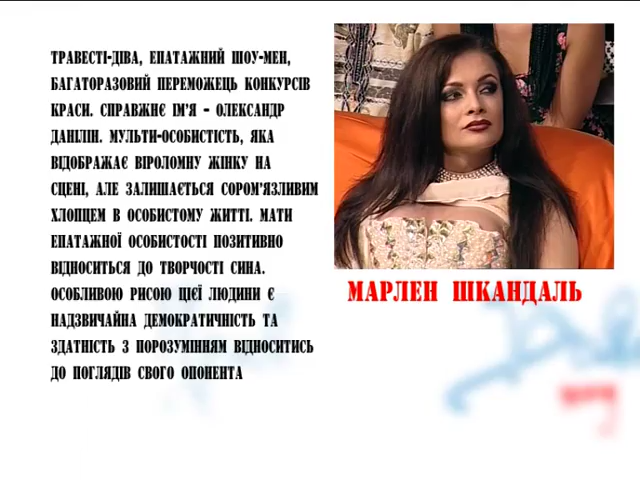 ТРАВЕСТІ-ДІВА, ЕПАТАЖНИЙ ШОУ-МЕН,
БАГАТОРАЗОВИЙ ПЕРЕМОЖЕЦЬ КОНКУРСІВ
КРАСИ. СПРАВЖНЄ ІМ'Я - ОЛЕКСАНДР
ДАНІЛІН. МУЛЬТИ-ОСОБИСТІСТЬ, ЯКА
ВІДОБРАЖАЄ ВІРОЛОМНУ ЖІНКУ НА
СЦЕНІ, АЛЕ ЗАЛИШАЄТЬСЯ СОРОМ'ЯЗЛИВИМ
ХЛОПЦЕМ В ОСОБИСТОМУ ЖИТТІ. МАТИ
ЕПАТАЖНОЇ ОСОБИСТОСТІ ПОЗИТИВНО
ВІДНОСИТЬСЯ ДО ТВОРЧОСТІ СИНА.
ОСОБЛИВОЮ РИСОЮ ЦІЄЇ ЛЮДИНИ Є
НАДЗВИЧАЙНА ДЕМОКРАТИЧНІСТЬ ТА
ЗДАТНІСТЬ З ПОРОЗУМІННЯМ ВІДНОСИТИСЬ
ДО ПОГЛЯДІВ СВОГО ОПОНЕНТА
МАРЛЕН ШКАНДАЛЬ